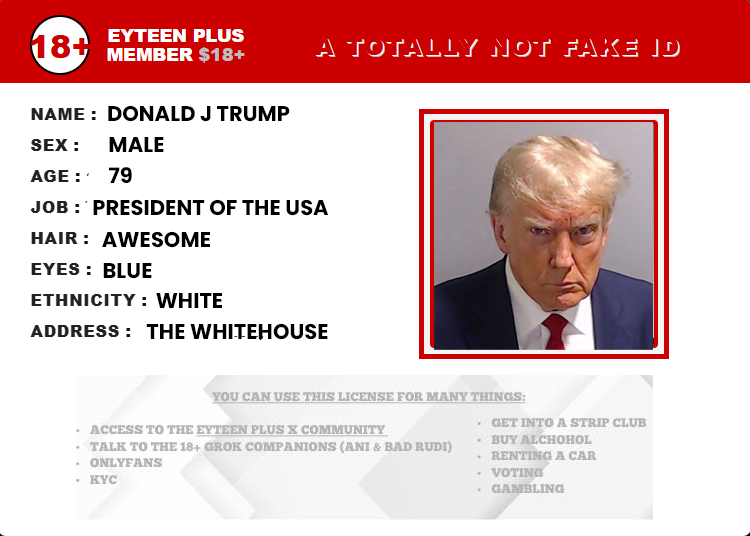 18+
EYTEEN PLUS
MEMBER $18+
A TOTALLY NOT FAKE ID
NAME : DONALD J TRUMP
SEX : MALE
AGE : 79
JOB : PRESIDENT OF THE USA
HAIR : AWESOME
EYES : BLUE
ETHNICITY : WHITE
ADDRESS : THE WHITEHOUSE
YOU CAN USE THIS LICENSE FOR MANY THINGS:
• ACCESS TO THE EYTEEN PLUS X COMMUNITY
• TALK TO THE 18+ GROK COMPANIONS (ANI & BAD RUDI)
• ONLYFANS
• KYC
• GET INTO A STRIP CLUB
• BUY ALCHOHOL
• RENTING A CAR
• VOTING
• GAMBLING